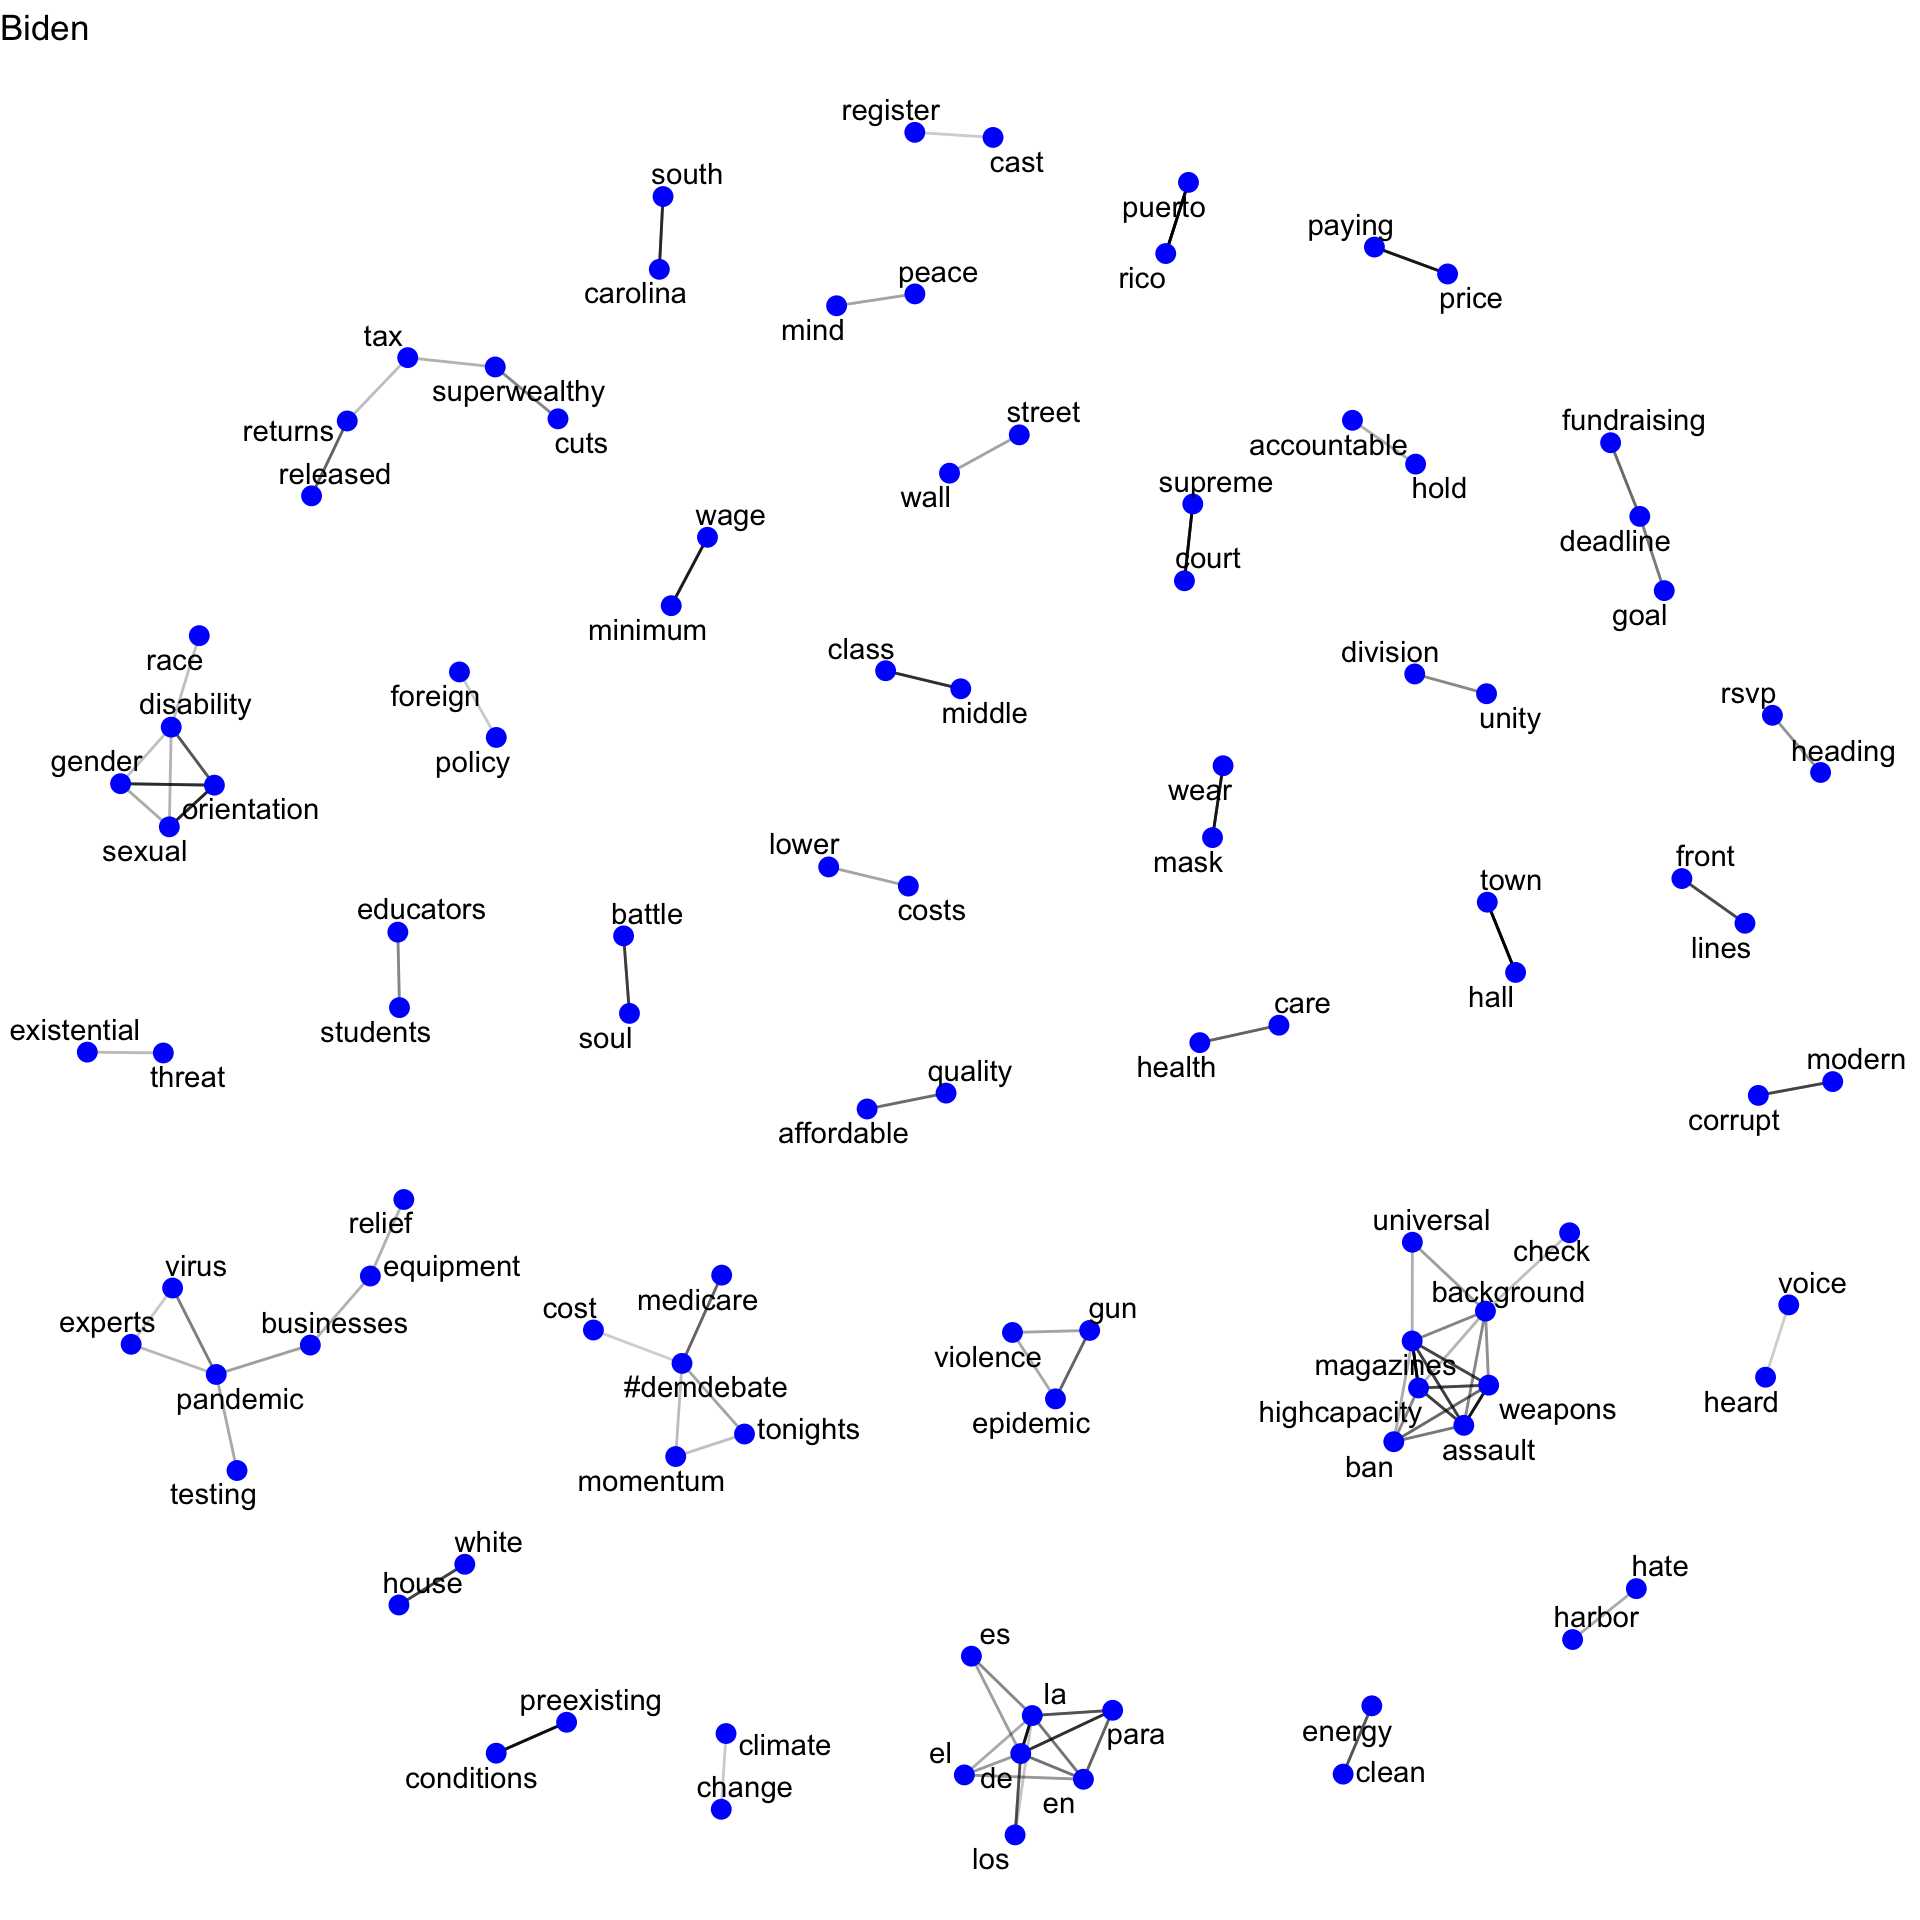 Biden
register
cast
south
carolina
puerto
rico
paying
price
peace
mind
tax
superwealthy
cuts
returns
released
street
wall
accountable
hold
fundraising
deadline
goal
supreme
court
wage
minimum
race
disability
gender
orientation
sexual
foreign
policy
class
middle
division
unity
rsvp
heading
wear
mask
lower
costs
front
lines
town
hall
educators
students
battle
soul
existential
threat
care
health
quality
affordable
modern
corrupt
relief
equipment
virus
experts
businesses
pandemic
testing
medicare
cost
#demdebate
tonights
momentum
gun
violence
epidemic
universal
check
background
magazines
highcapacity
weapons
assault
ban
voice
heard
white
house
hate
harbor
es
la
para
el
de
en
los
preexisting
conditions
climate
change
energy
clean